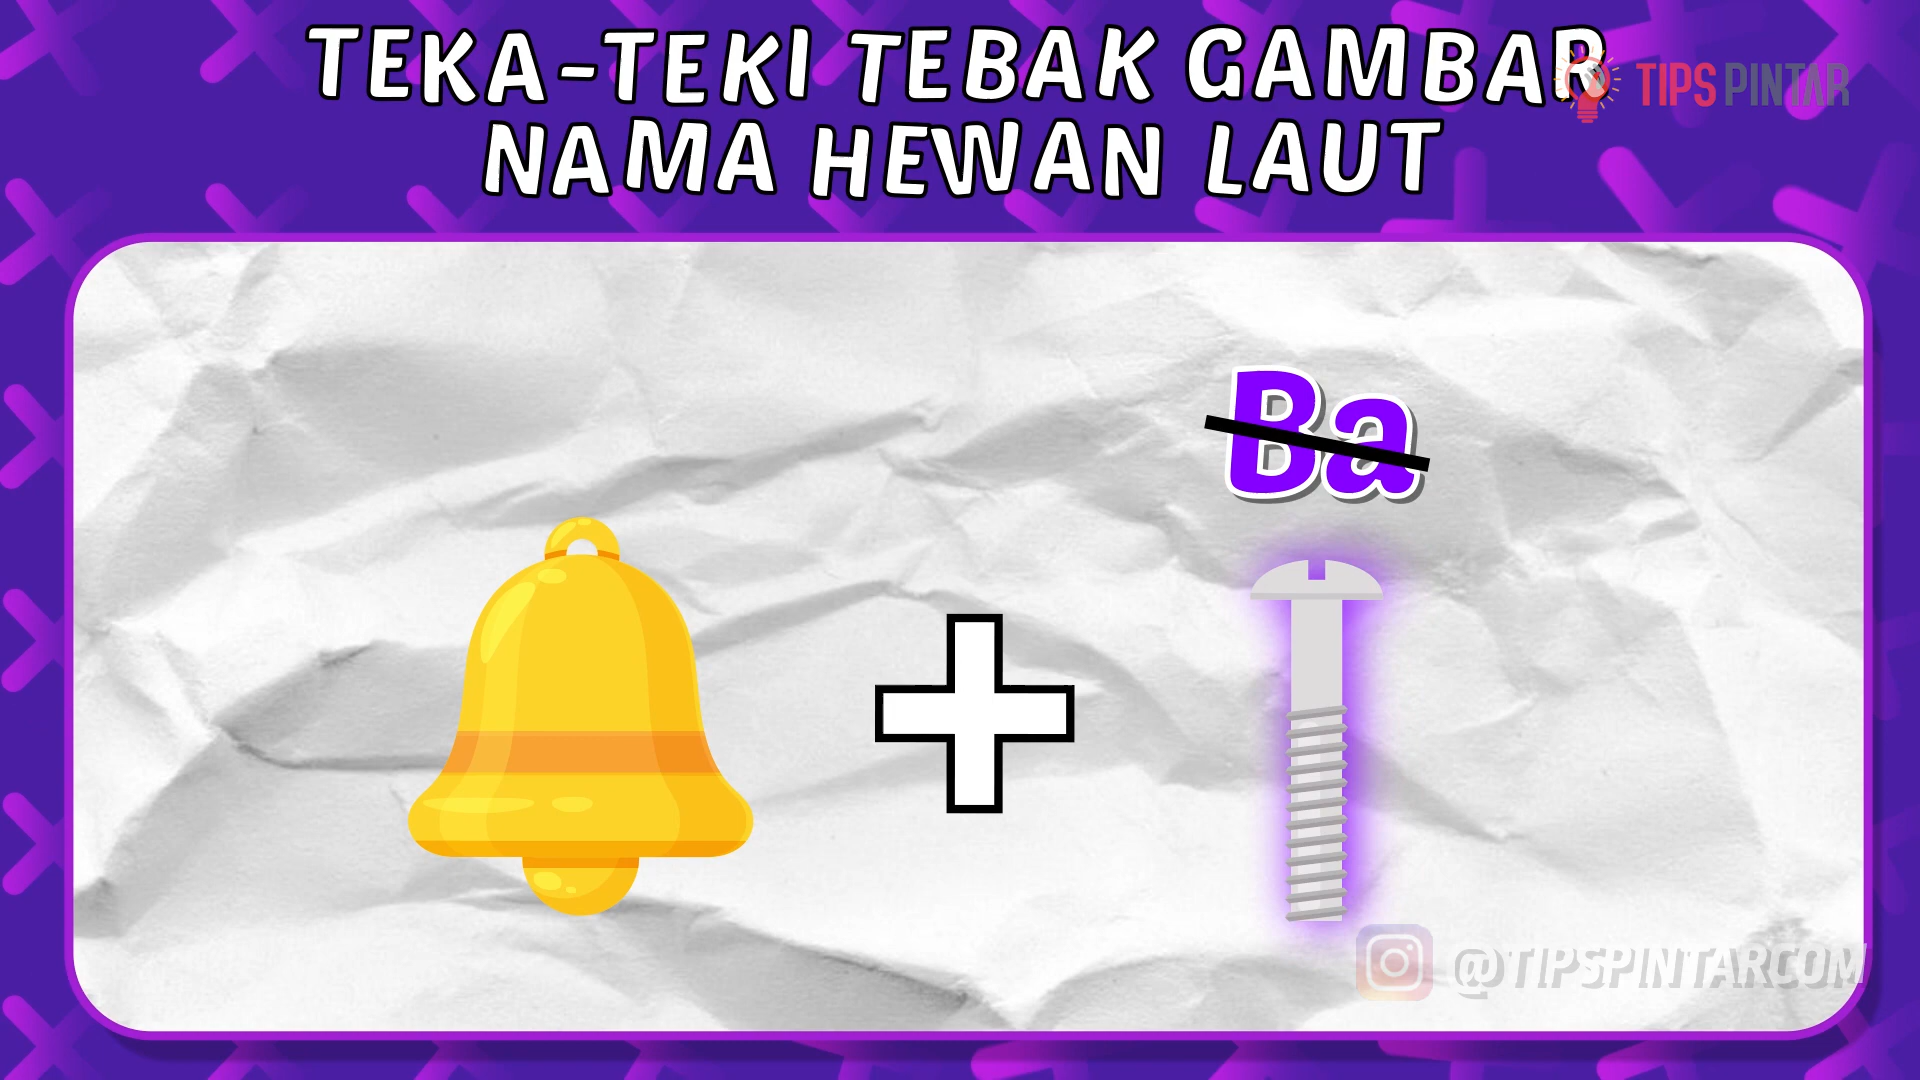 TEKA-TEKI TEBAK GAMBAR
NAMA HEWAN LAUT
TIPS PINTAR
Ba
@TIPSPINTARCOM